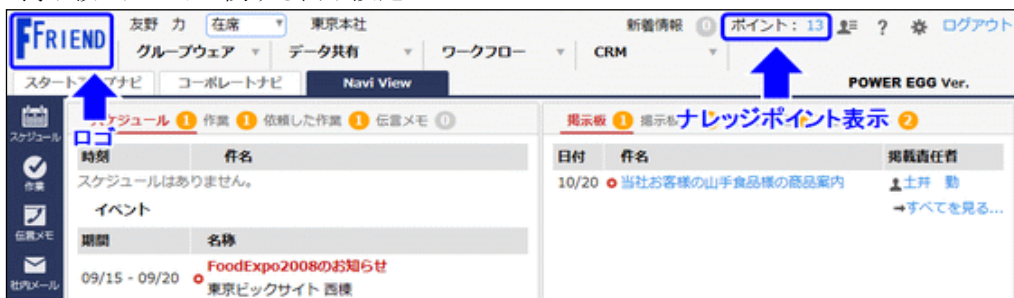 FFRIEND
友野 力 在席 東京本社 新着情報 0 ポイント： 13 ? ログアウト
グループウェア データ共有 ワークフロー CRM
コーポレートナビ Navi View POWER EGG Ver.
スケジュール 1 作業 1 依頼した作業 1 伝言メモ 0
掲示板 1 ナレッジポイント表示 2
スケジュール
ロゴ
時刻 件名
日付 件名 掲載責任者
作業
スケジュールはありません。
10/20 当社お客様の山手食品様の商品案内 土井 勤
イベント
→すべてを見る...
伝言メモ
期間 名称
09/15 - 09/20 FoodExpo2008のお知らせ
東京ビックサイト 西棟
社内メール